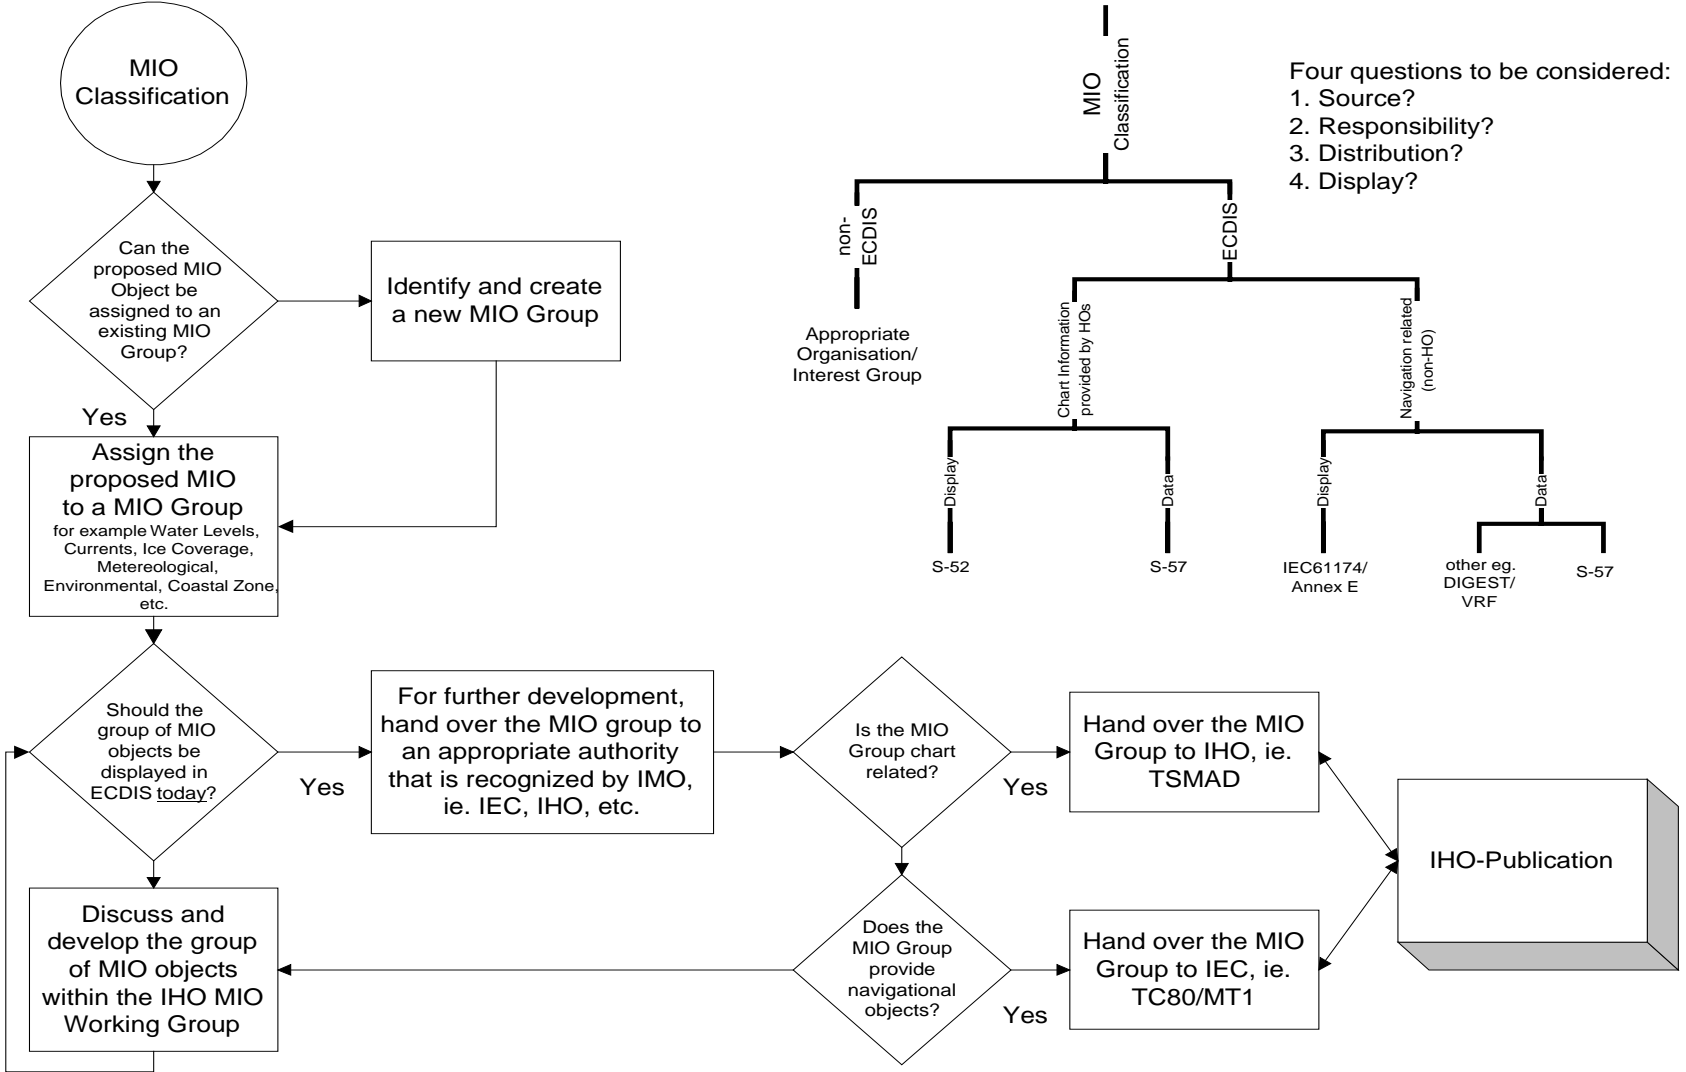 MIO
Classification
Can the
proposed MIO
Object be
assigned to an
existing MIO
Group?
Identify and create
a new MIO Group
Yes
Assign the
proposed MIO
to a MIO Group
for example Water Levels,
Currents, Ice Coverage,
Metereological,
Environmental, Coastal Zone,
etc.
Should the
group of MIO
objects be
displayed in
ECDIS today?
Yes
For further development,
hand over the MIO group to
an appropriate authority
that is recognized by IMO,
ie. IEC, IHO, etc.
Is the MIO
Group chart
related?
Yes
Hand over the MIO
Group to IHO, ie.
TSMAD
Discuss and
develop the group
of MIO objects
within the IHO MIO
Working Group
Does the
MIO Group
provide
navigational
objects?
Yes
Hand over the MIO
Group to IEC, ie.
TC80/MT1
IHO-Publication
MIO
Classification
non-
ECDIS
Appropriate
Organisation/
Interest Group
ECDIS
Chart Information
provided by HOs
Display
S-52
Data
S-57
Navigation related
(non-HO)
Display
IEC61174/
Annex E
Data
other eg.
DIGEST/
VRF
S-57
Four questions to be considered:
1. Source?
2. Responsibility?
3. Distribution?
4. Display?